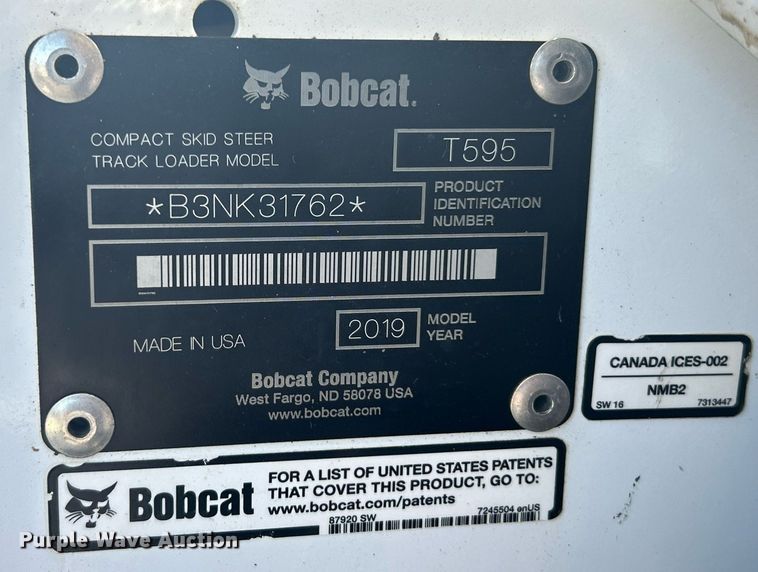 Bobcat.
COMPACT SKID STEER
TRACK LOADER MODEL
T595
*B3NK31762*
PRODUCT
IDENTIFICATION
NUMBER
MADE IN USA
2019
MODEL
YEAR
Bobcat Company
West Fargo, ND 58078 USA
www.bobcat.com
CANADA ICES-002
NMB2
SW 16 7313447
Bobcat
FOR A LIST OF UNITED STATES PATENTS
THAT COVER THIS PRODUCT, GO TO:
www.bobcat.com/patents
87920 SW 7245504 enUS
Purple Wave Auction